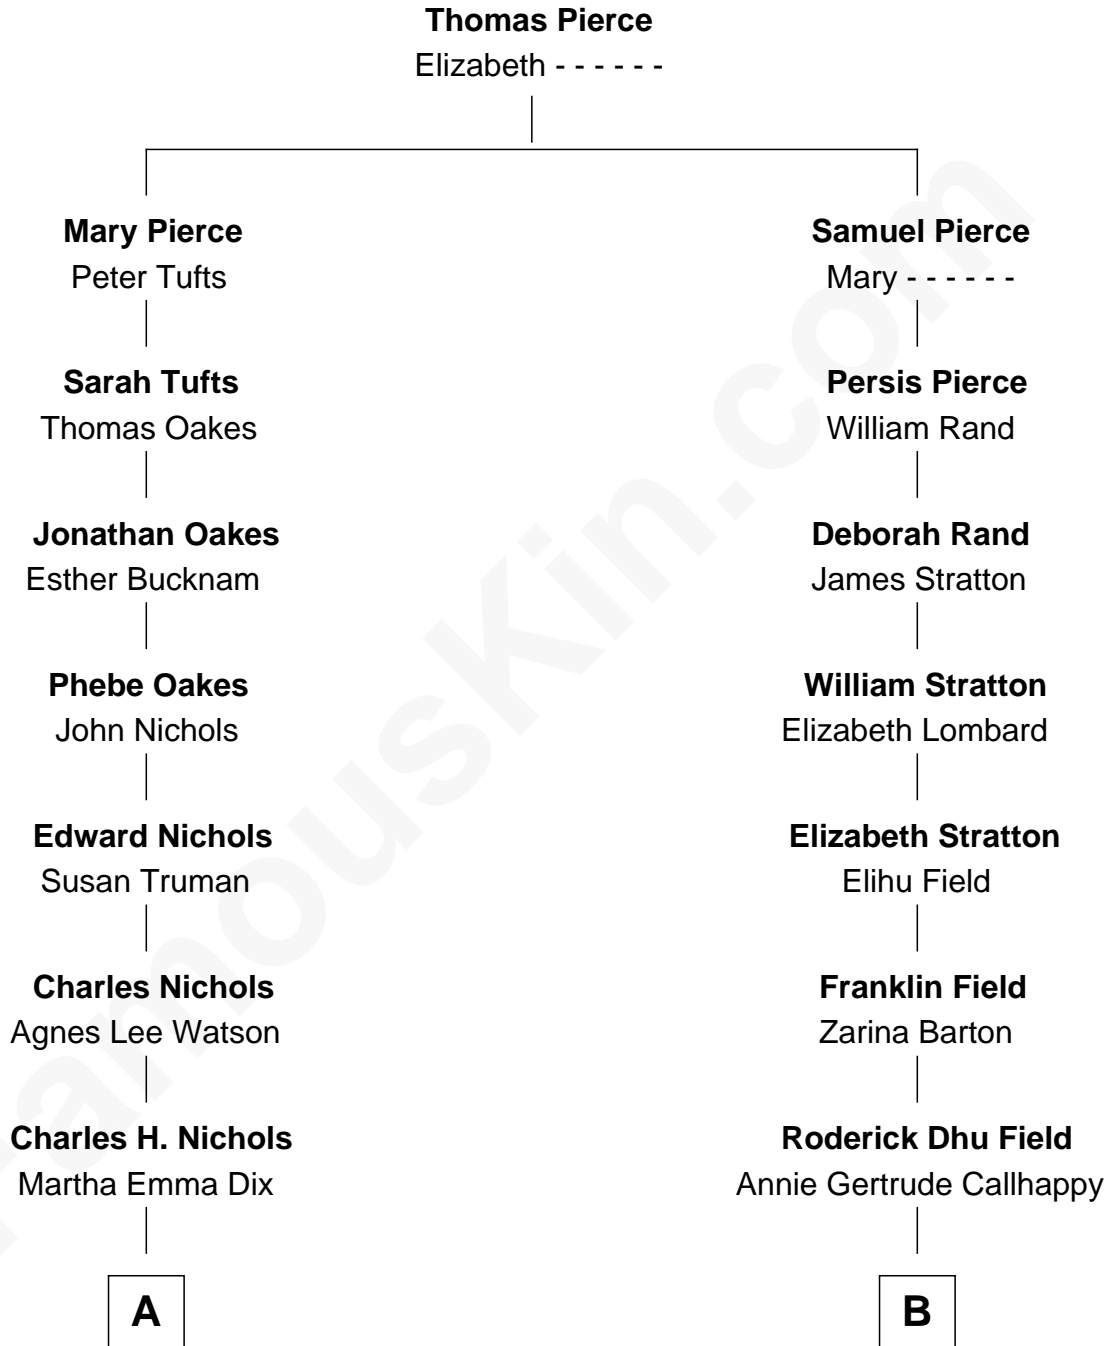 Thomas Pierce
Elizabeth - - - - - -
Mary Pierce
Peter Tufts
Sarah Tufts
Thomas Oakes
Jonathan Oakes
Esther Bucknam
Phebe Oakes
John Nichols
Edward Nichols
Susan Truman
Charles Nichols
Agnes Lee Watson
Charles H. Nichols
Martha Emma Dix
A
Samuel Pierce
Mary - - - - - -
Persis Pierce
William Rand
Deborah Rand
James Stratton
William Stratton
Elizabeth Lombard
Elizabeth Stratton
Elihu Field
Franklin Field
Zarina Barton
Roderick Dhu Field
Annie Gertrude Callhappy
B
FamousKin.com